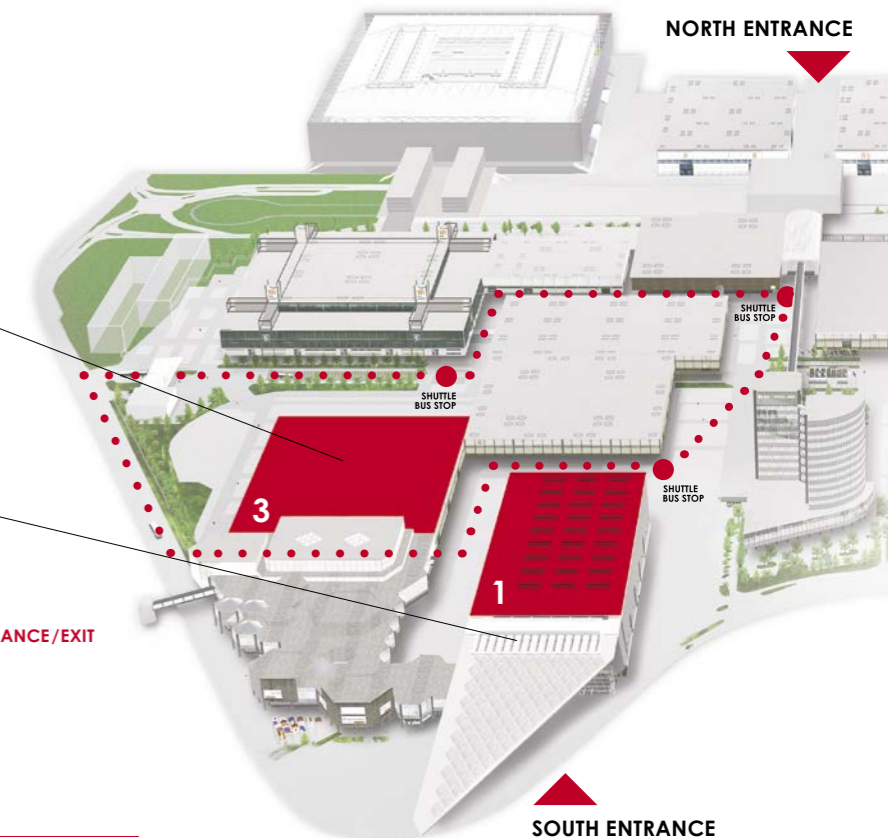 NORTH ENTRANCE
SHUTTLE
BUS STOP
SHUTTLE
BUS STOP
SHUTTLE
BUS STOP
3
1
ANCE/EXIT
SOUTH ENTRANCE